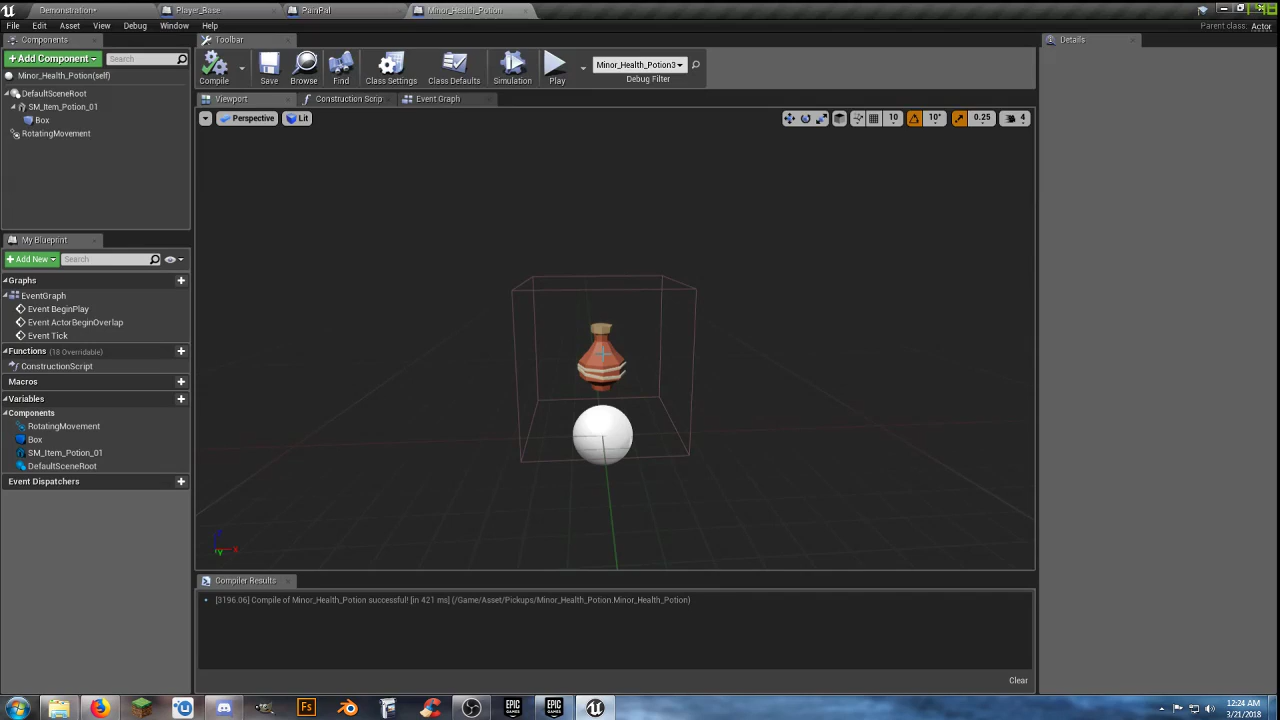 Demonstration*
Player_Base
PainPal
Minor_Health_Potion
File Edit Asset View Debug Window Help
Parent class: Actor
Components
Toolbar
Details
Add Component
Search
Minor_Health_Potion(self)
DefaultSceneRoot
SM_Item_Potion_01
Box
RotatingMovement
Compile
Save
Browse
Find
Class Settings
Class Defaults
Simulation
Play
Minor_Health_Potion3
Debug Filter
Viewport
Construction Scrip
Event Graph
Perspective
Lit
10
10°
0.25
4
My Blueprint
Add New
Search
Graphs
EventGraph
Event BeginPlay
Event ActorBeginOverlap
Event Tick
Functions (18 Overridable)
ConstructionScript
Macros
Variables
Components
RotatingMovement
Box
SM_Item_Potion_01
DefaultSceneRoot
Event Dispatchers
X
Y
Compiler Results
[3196.06] Compile of Minor_Health_Potion successful! [in 421 ms] (/Game/Asset/Pickups/Minor_Health_Potion.Minor_Health_Potion)
Clear
Fs
EPIC GAMES
EPIC GAMES
12:24 AM
3/21/2018